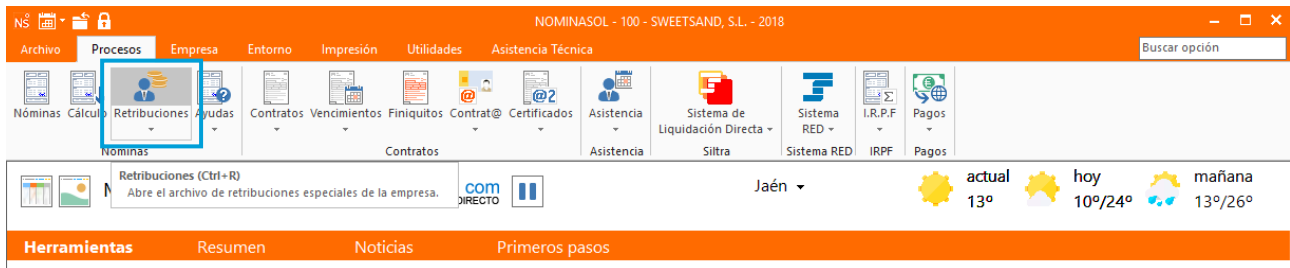 NS
NOMINASOL - 100 - SWEETSAND, S.L. - 2018
Archivo Procesos Empresa Entorno Impresión Utilidades Asistencia Técnica
Buscar opción
Nóminas Cálculo Retribuciones Ayudas Contratos Vencimientos Finiquitos Contrat@ Certificados Asistencia Sistema de Liquidación Directa Sistema RED I.R.P.F Pagos
Nóminas Contratos Asistencia Siltra Sistema RED IRPF Pagos
Retribuciones (Ctrl+R)
Abre el archivo de retribuciones especiales de la empresa.
com
DIRECTO
Jaén
actual
13º
hoy
10º/24º
mañana
13º/26º
Herramientas Resumen Noticias Primeros pasos